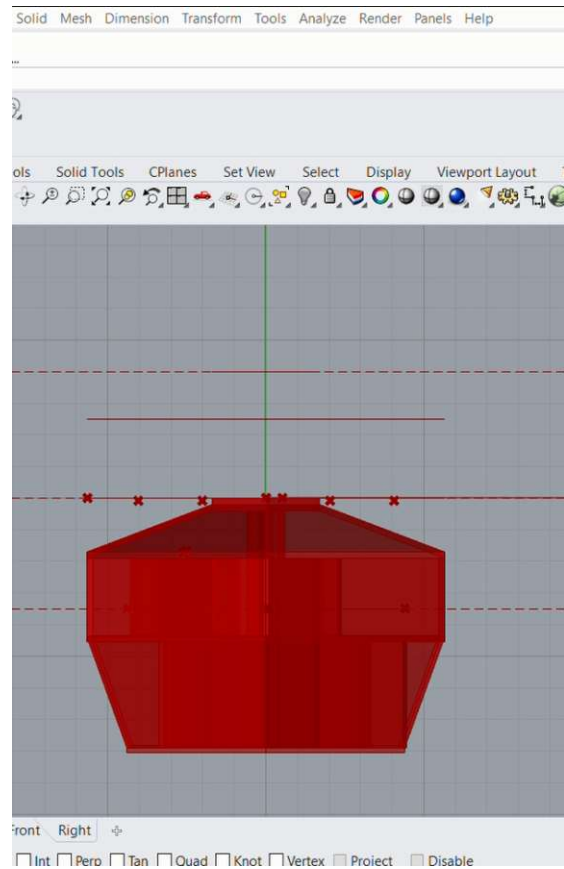 Solid Mesh Dimension Transform Tools Analyze Render Panels Help
...
ols Solid Tools CPlanes Set View Select Display Viewport Layout
Front Right
Int Perp Tan Quad Knot Vertex Project Disable